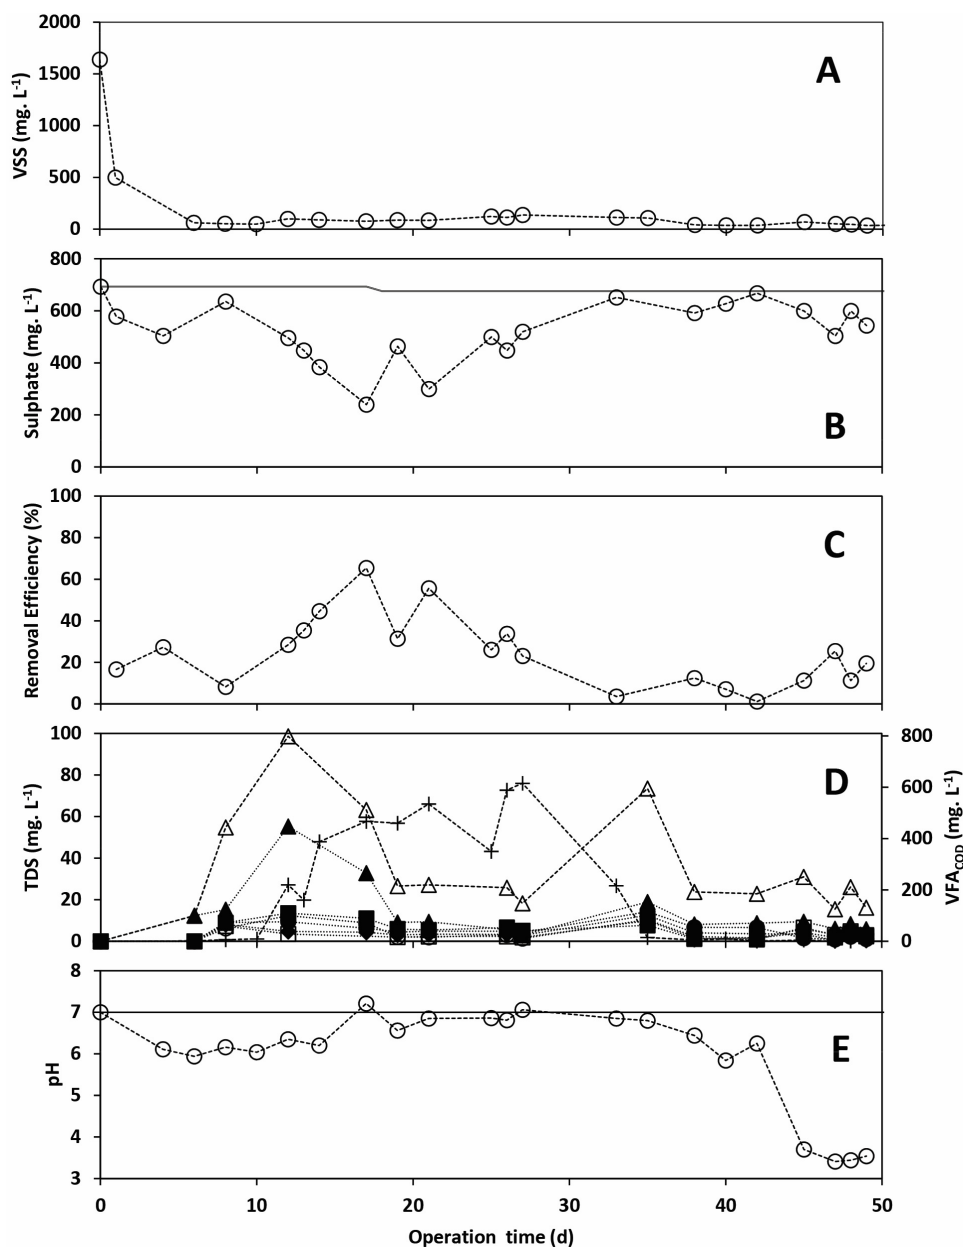 2000
1500
1000
500
0
VSS (mg. L-1)
A
800
600
400
200
0
Sulphate (mg. L-1)
B
100
80
60
40
20
0
Removal Efficiency (%)
C
100
80
60
40
20
0
TDS (mg. L-1)
D
800
600
400
200
0
VFACOD (mg. L-1)
8
7
6
5
4
3
pH
E
0 10 20 30 40 50
Operation time (d)